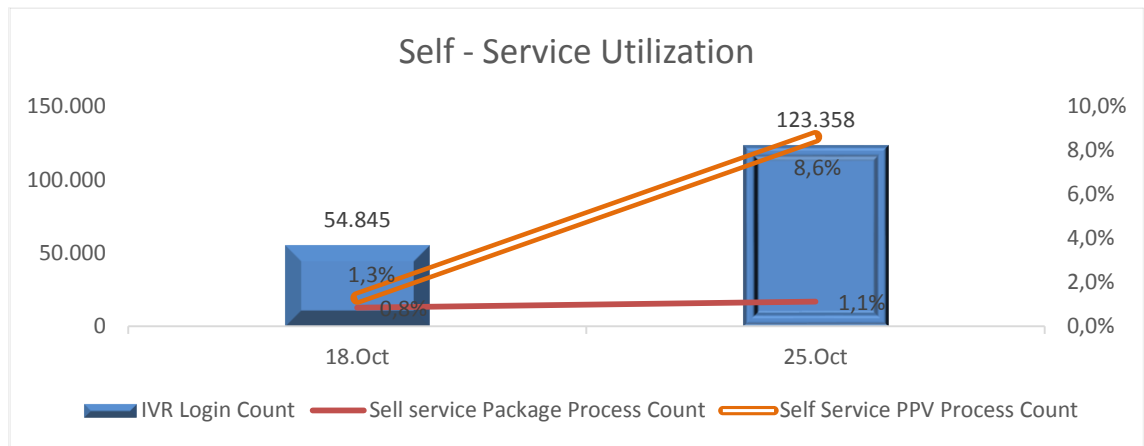 Self - Service Utilization
150.000
100.000
50.000
0
10,0%
8,0%
6,0%
4,0%
2,0%
0,0%
54.845
123.358
1,3%
0,8%
8,6%
1,1%
18.Oct
25.Oct
IVR Login Count
Sell service Package Process Count
Self Service PPV Process Count